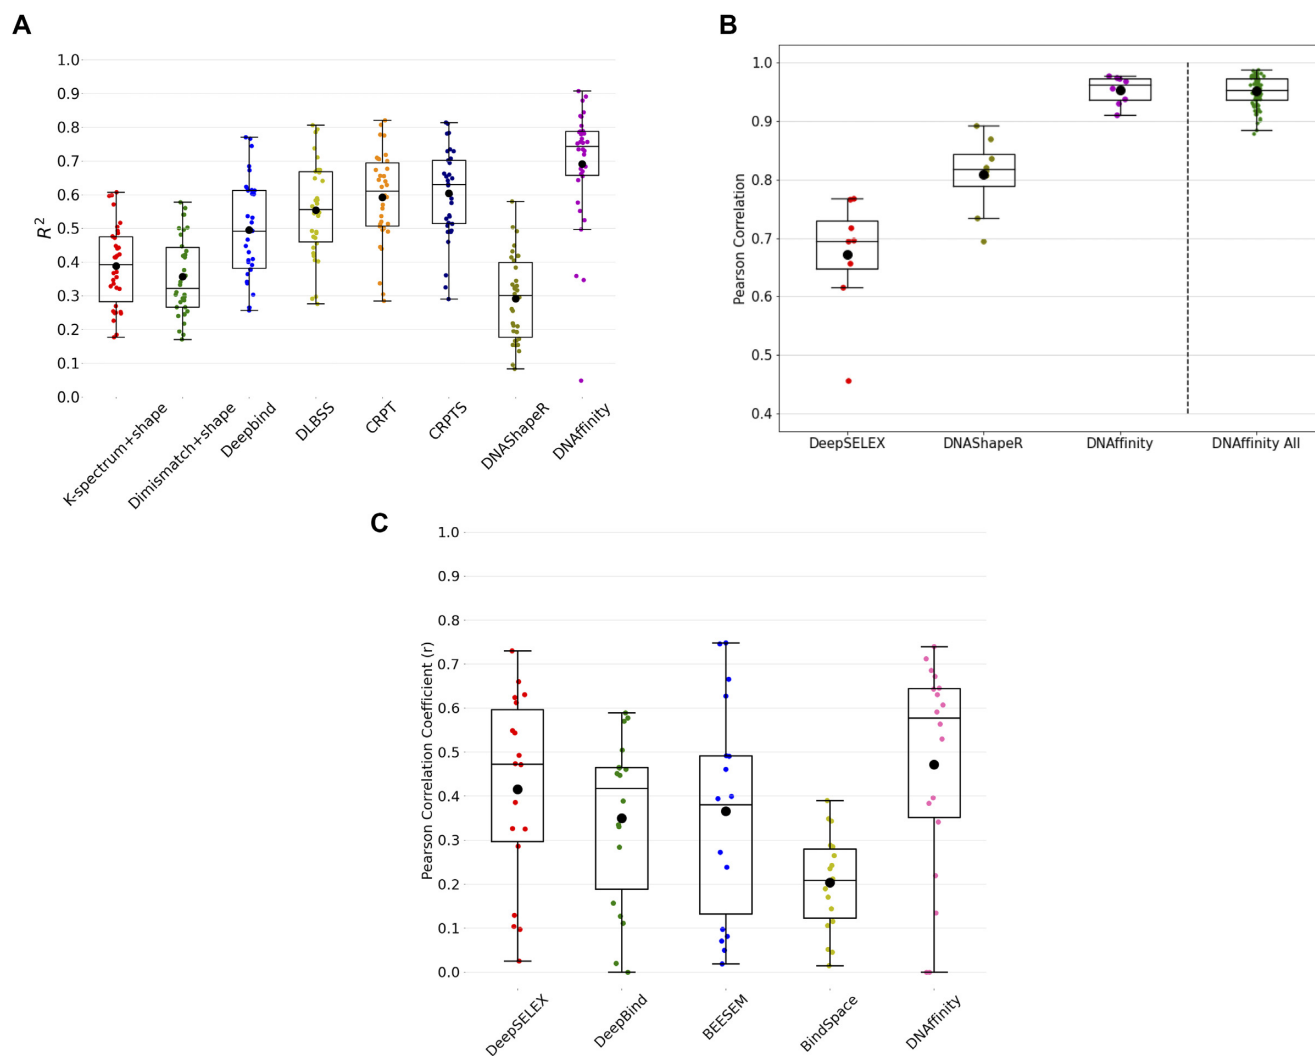 A
B
1.0
0.9
0.8
0.7
0.6
0.5
0.4
0.3
0.2
0.1
0.0
R²
K-spectrum+shape
Dimismatch+shape
Deepbind
DLBSS
CRPT
CRPTS
DNAShapeR
DNAffinity
1.0
0.9
0.8
0.7
0.6
0.5
0.4
Pearson Correlation
DeepSELEX
DNAShapeR
DNAffinity
DNAffinity All
C
1.0
0.9
0.8
0.7
0.6
0.5
0.4
0.3
0.2
0.1
0.0
Pearson Correlation Coefficient (r)
DeepSELEX
DeepBind
BEESEM
BindSpace
DNAffinity